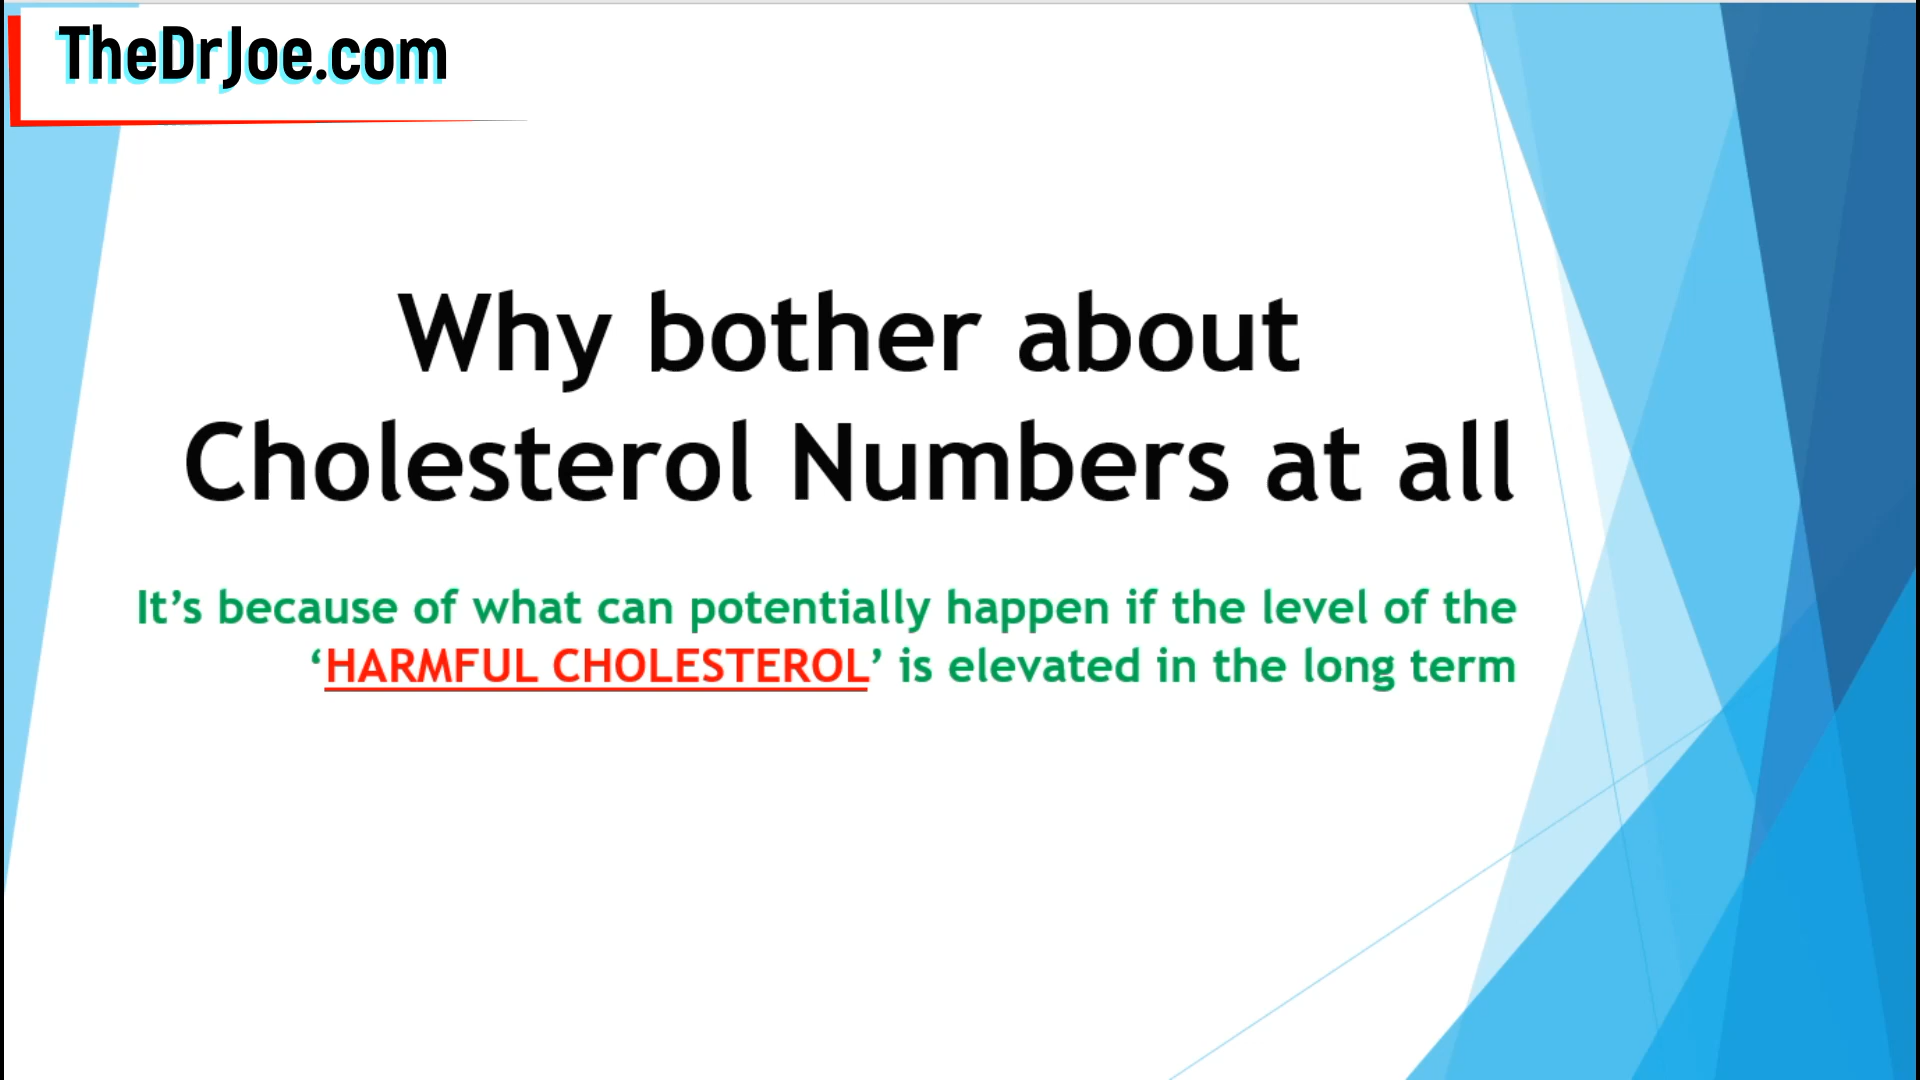 TheDrJoe.com
Why bother about
Cholesterol Numbers at all
It’s because of what can potentially happen if the level of the
‘HARMFUL CHOLESTEROL’ is elevated in the long term